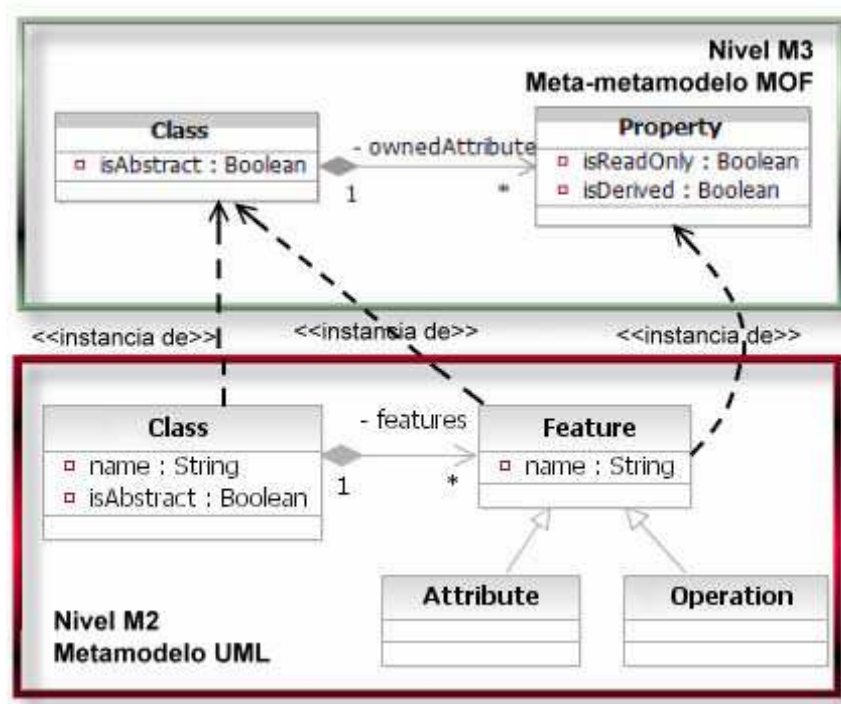 Nivel M3
Meta-metamodelo MOF
Class
isAbstract : Boolean
- ownedAttribute
1
*
Property
isReadOnly : Boolean
isDerived : Boolean
<<instancia de>>
<<instancia de>>
<<instancia de>>
Class
name : String
isAbstract : Boolean
- features
1
*
Feature
name : String
Attribute
Operation
Nivel M2
Metamodelo UML